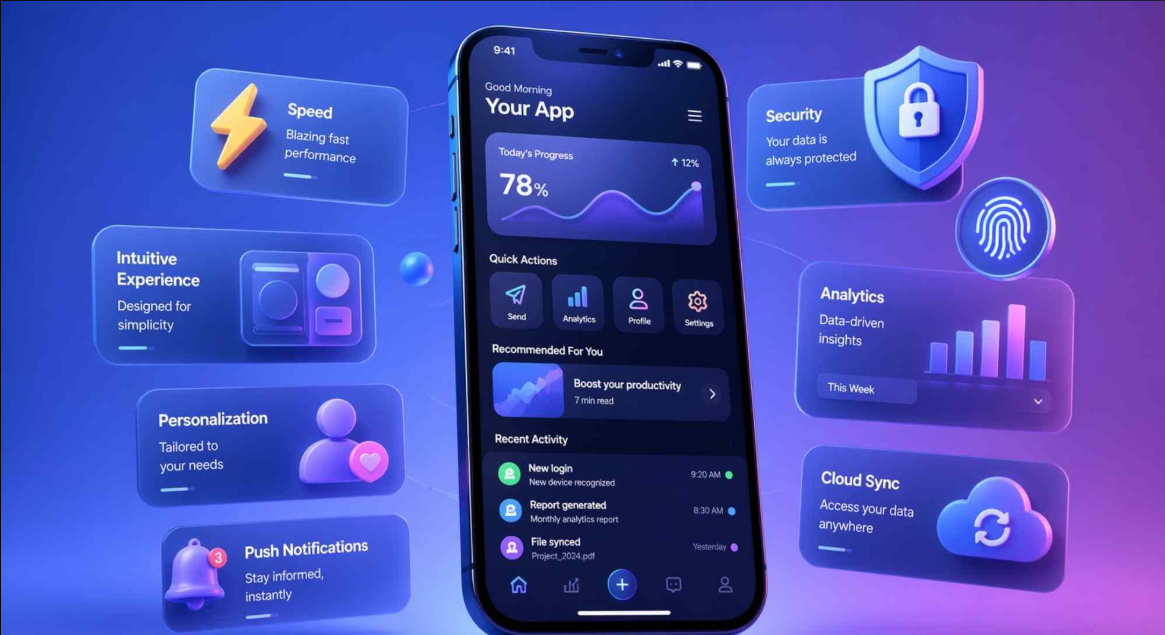 Speed
Blazing fast
performance
Intuitive
Experience
Designed for
simplicity
Personalization
Tailored to
your needs
3
Push Notifications
Stay informed,
instantly
9:41
Good Morning
Your App
Today's Progress
↑ 12%
78%
Quick Actions
Send
Analytics
Profile
Settings
Recommended For You
Boost your productivity
7 min read
Recent Activity
New login
9:20 AM
New device recognized
Report generated
8:30 AM
Monthly analytics report
File synced
Yesterday
Project_2024.pdf
Security
Your data is
always protected
Analytics
Data-driven
insights
This Week
Cloud Sync
Access your data
anywhere